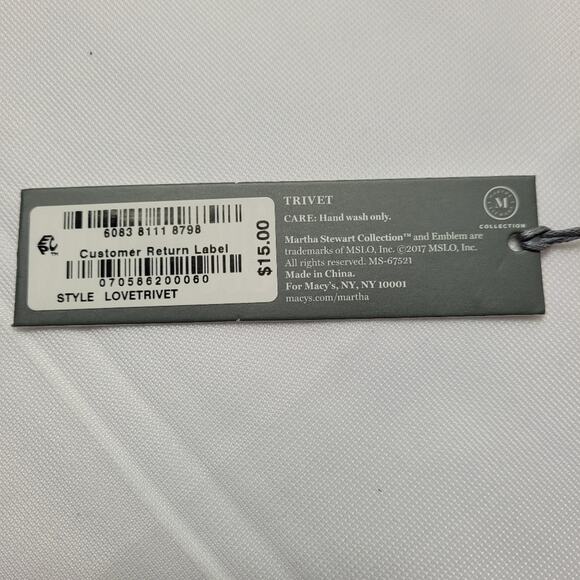 6083 8111 8798
Customer Return Label
070586200060
STYLE LOVETRIVET
$15.00
TRIVET
CARE: Hand wash only.
Martha Stewart Collection™ and Emblem are
trademarks of MSLO, Inc. ©2017 MSLO, Inc.
All rights reserved. MS-67521
Made in China.
For Macy's, NY, NY 10001
macys.com/martha
M
COLLECTION